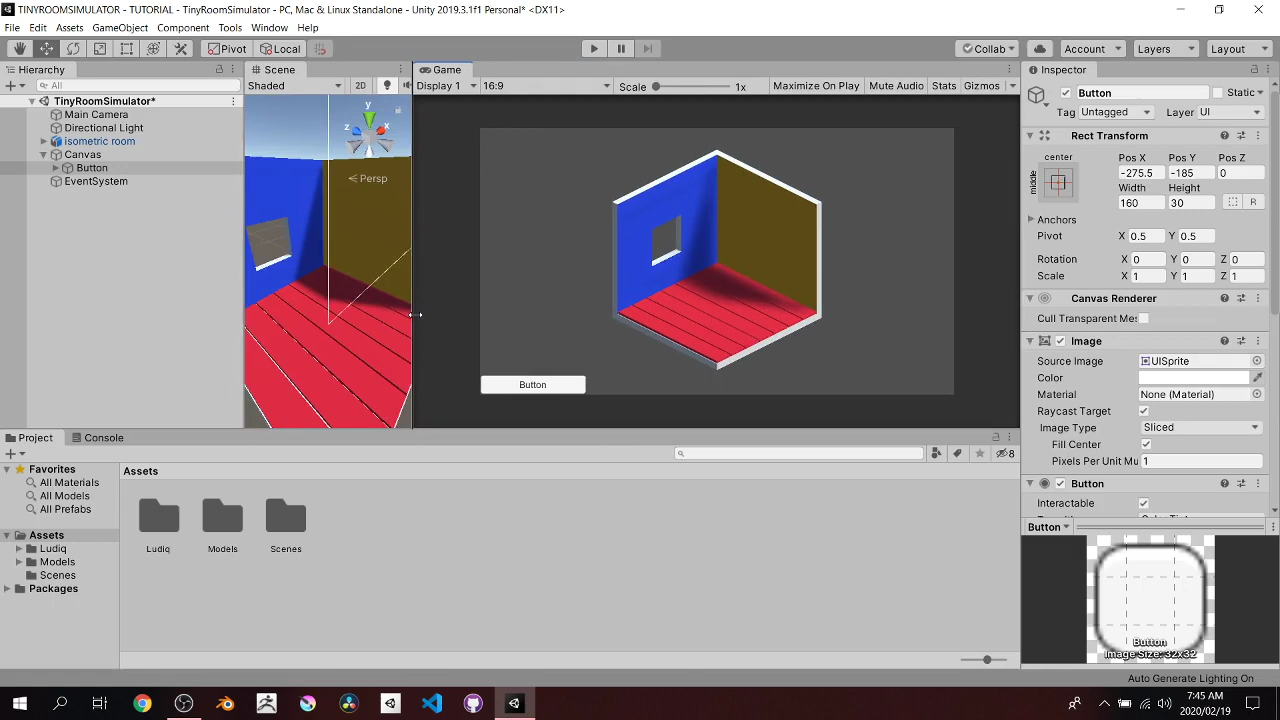 TINYROOMSIMULATOR - TUTORIAL - TinyRoomSimulator - PC, Mac & Linux Standalone - Unity 2019.3.1f1 Personal* <DX11>
File Edit Assets GameObject Component Tools Window Help
Pivot Local Collab Account Layers Layout
Hierarchy Scene Game Inspector
All Shaded 2D Display 1 16:9 Scale 1x Maximize On Play Mute Audio Stats Gizmos
Button Static
TinyRoomSimulator*
Tag Untagged Layer UI
Main Camera
Directional Light
isometric room
Canvas
Button
EventSystem
y
z
x
Persp
Button
Rect Transform
center Pos X Pos Y Pos Z
middle -275.5 -185 0
Width Height
160 30 R
Anchors
Pivot X 0.5 Y 0.5
Rotation X 0 Y 0 Z 0
Scale X 1 Y 1 Z 1
Canvas Renderer
Cull Transparent Mes
Image
Source Image UISprite
Color
Material None (Material)
Raycast Target
Image Type Sliced
Fill Center
Pixels Per Unit Mu 1
Button
Interactable
Project Console
8
Favorites
All Materials
All Models
All Prefabs
Assets
Ludiq
Models
Scenes
Packages
Assets
Ludiq Models Scenes
Button
Button
Image Size: 32x32
Auto Generate Lighting On
7:45 AM
2020/02/19